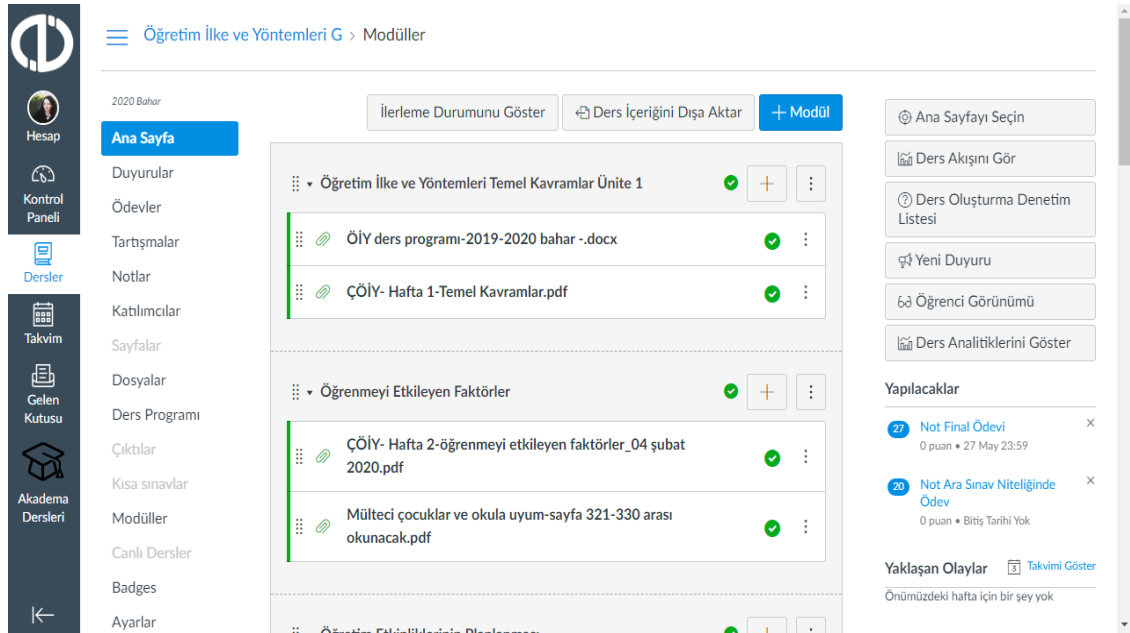 Öğretim İlke ve Yöntemleri G > Modüller
Hesap
Kontrol
Paneli
Dersler
Takvim
Gelen
Kutusu
Akadema
Dersleri
2020 Bahar
Ana Sayfa
Duyurular
Ödevler
Tartışmalar
Notlar
Katılımcılar
Sayfalar
Dosyalar
Ders Programı
Çıktılar
Kısa sınavlar
Modüller
Canlı Dersler
Badges
Ayarlar
İlerleme Durumunu Göster
Ders İçeriğini Dışa Aktar
+ Modül
Öğretim İlke ve Yöntemleri Temel Kavramlar Ünite 1
ÖİY ders programı-2019-2020 bahar -.docx
ÇÖİY- Hafta 1-Temel Kavramlar.pdf
Öğrenmeyi Etkileyen Faktörler
ÇÖİY- Hafta 2-öğrenmeyi etkileyen faktörler_04 şubat
2020.pdf
Mülteci çocuklar ve okula uyum-sayfa 321-330 arası
okunacak.pdf
Öğretim Etkinliklerinin Planlanması
Ana Sayfayı Seçin
Ders Akışını Gör
Ders Oluşturma Denetim
Listesi
Yeni Duyuru
Öğrenci Görünümü
Ders Analitiklerini Göster
Yapılacaklar
27 Not Final Ödevi
0 puan • 27 May 23:59
20 Not Ara Sınav Niteliğinde
Ödev
0 puan • Bitiş Tarihi Yok
Yaklaşan Olaylar
3 Takvimi Göster
Önümüzdeki hafta için bir şey yok